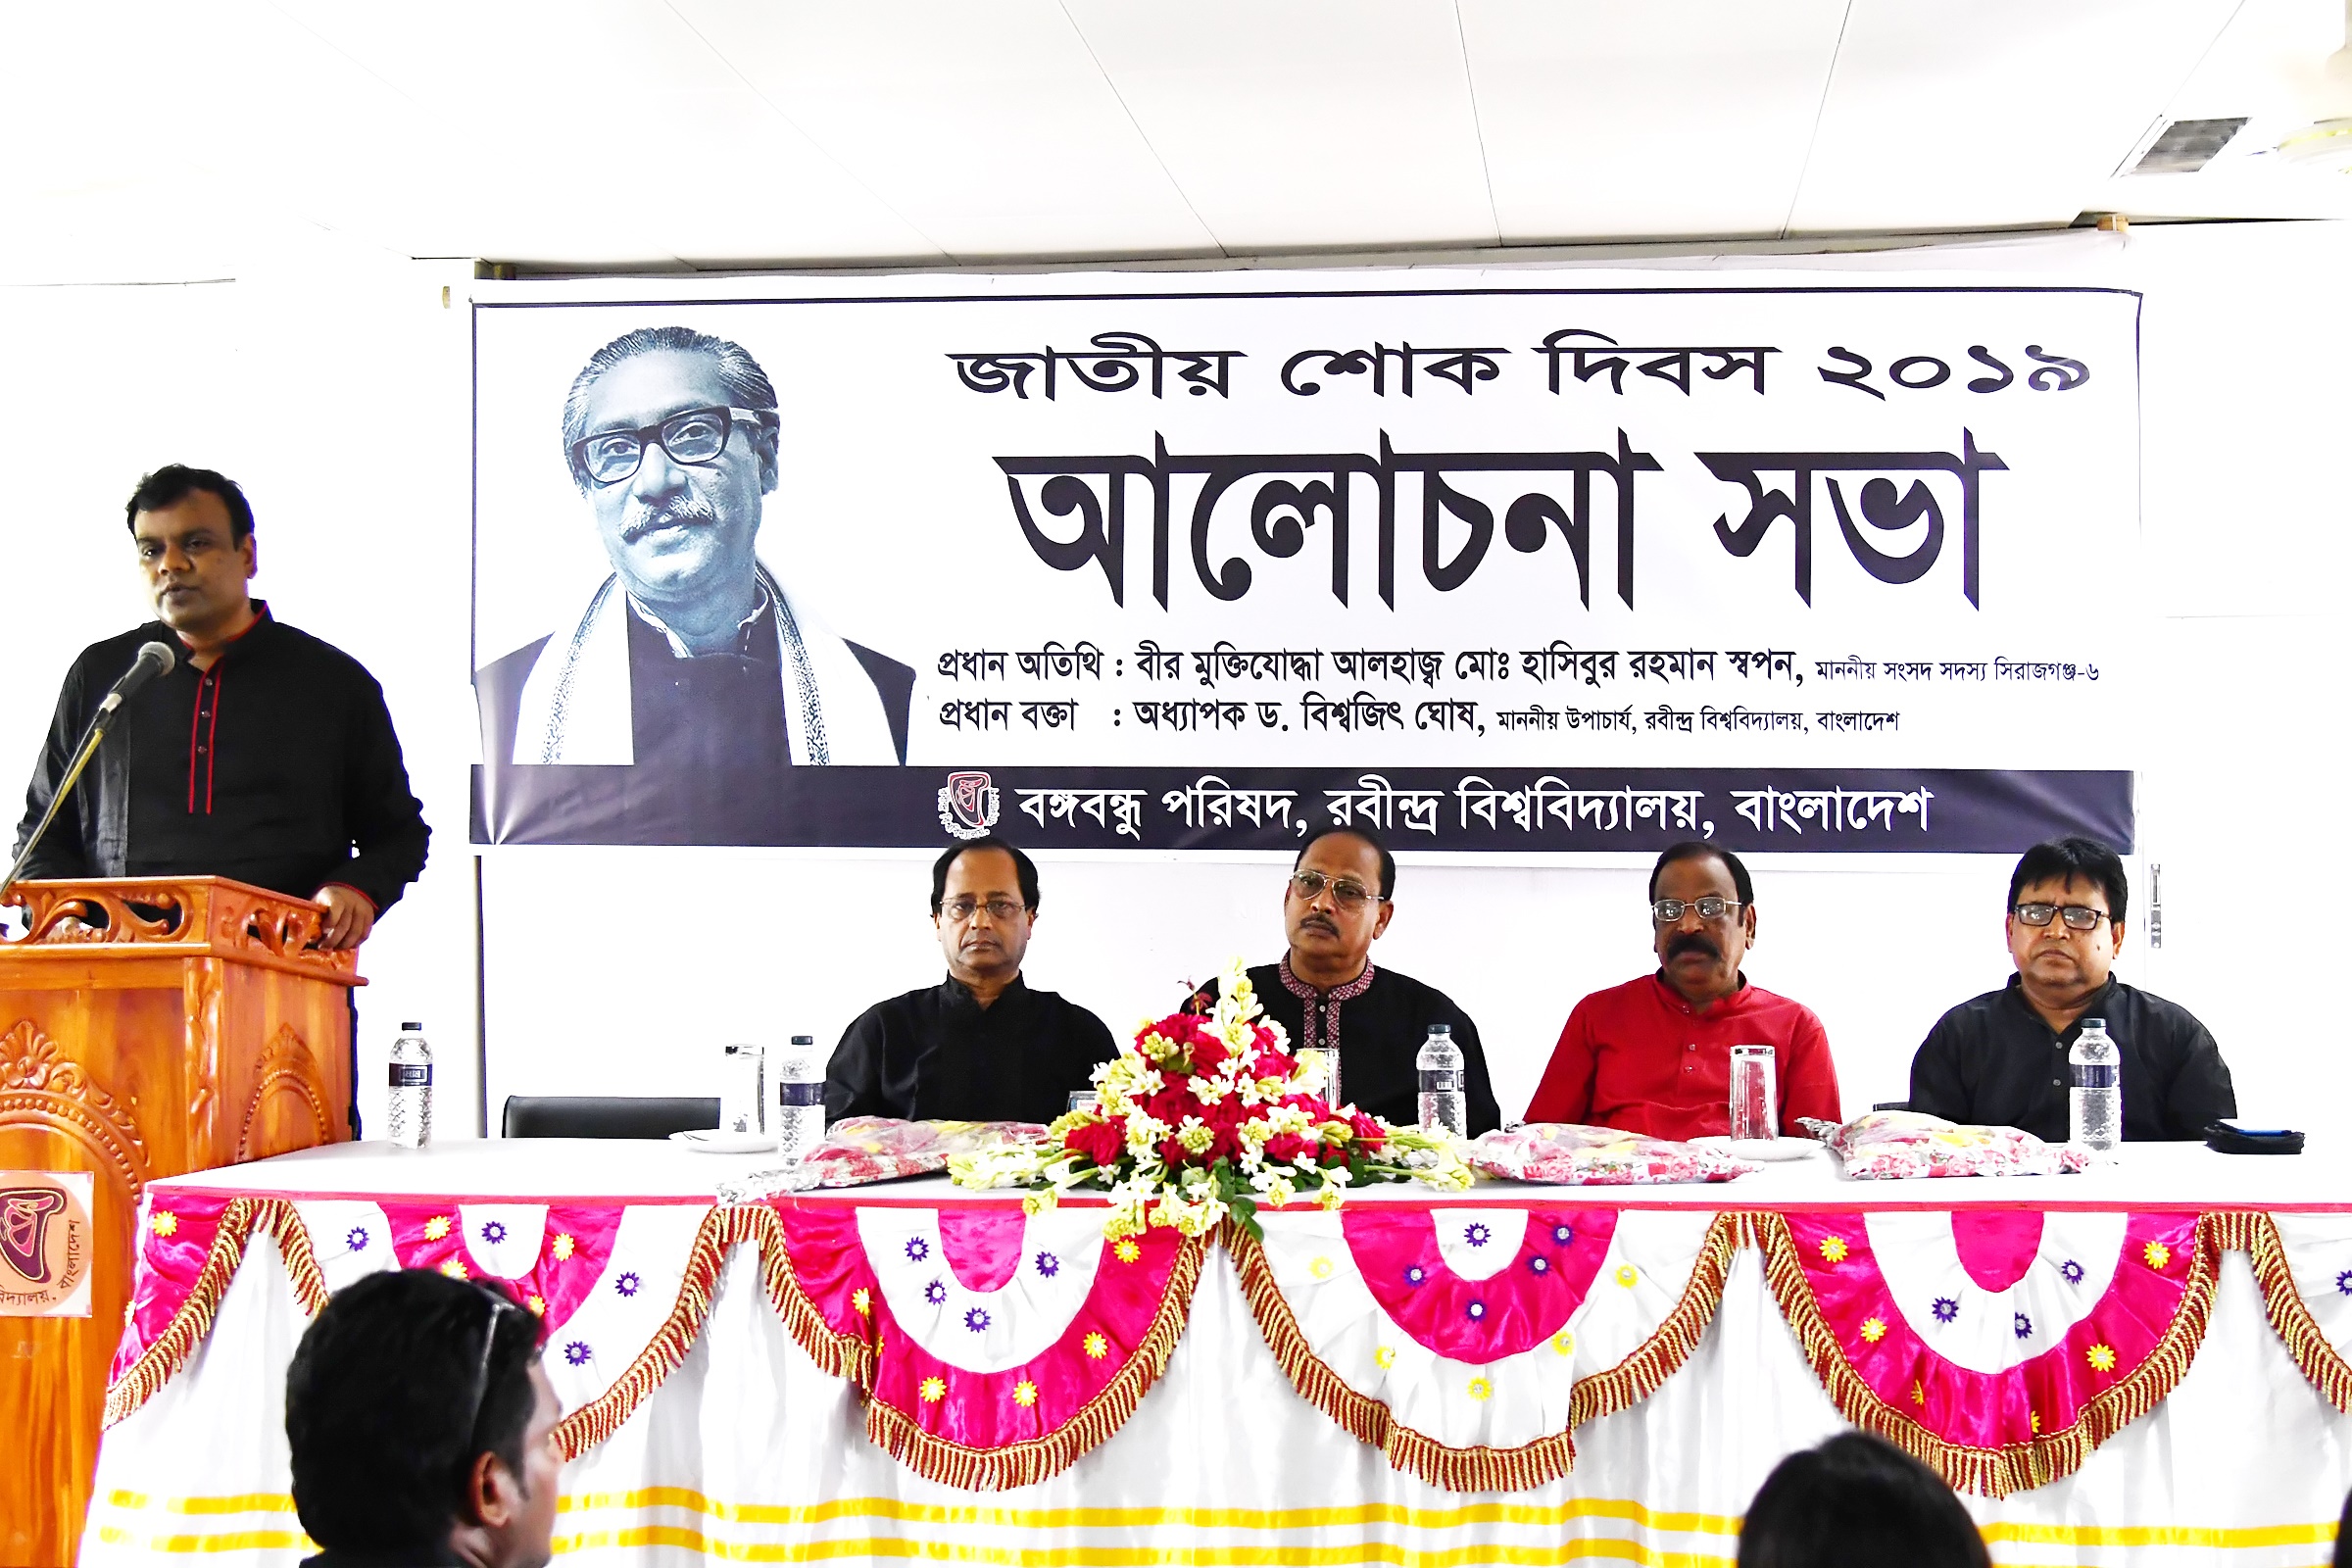 জাতীয় শোক দিবস ২০১৯
আলোচনা সভা
প্রধান অতিথি : বীর মুক্তিযোদ্ধা আলহাজ্ব মোঃ হাসিবুর রহমান স্বপন, মাননীয় সংসদ সদস্য সিরাজগঞ্জ-৬
প্রধান বক্তা : অধ্যাপক ড. বিশ্বজিৎ ঘোষ, মাননীয় উপাচার্য, রবীন্দ্র বিশ্ববিদ্যালয়, বাংলাদেশ
বঙ্গবন্ধু পরিষদ, রবীন্দ্র বিশ্ববিদ্যালয়, বাংলাদেশ
বাংলাদেশ